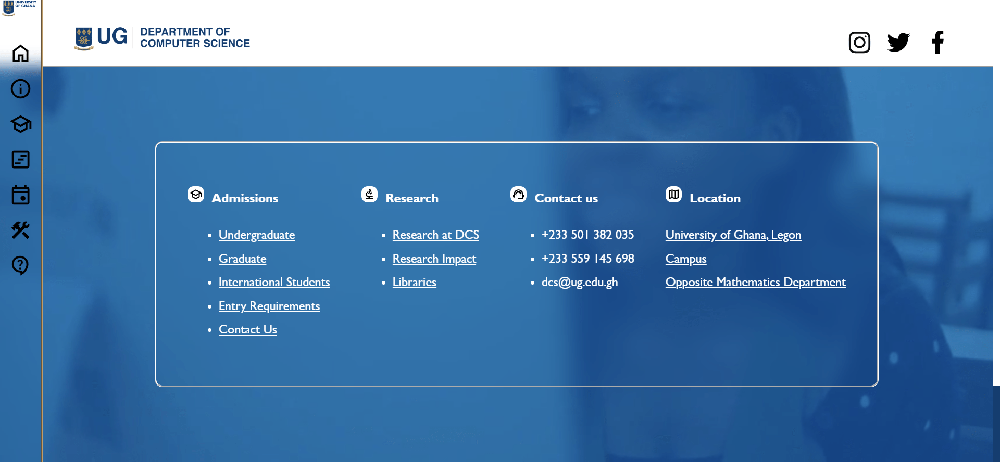 UNIVERSITY
OF GHANA
UG
DEPARTMENT OF
COMPUTER SCIENCE
Admissions
Undergraduate
Graduate
International Students
Entry Requirements
Contact Us
Research
Research at DCS
Research Impact
Libraries
Contact us
+233 501 382 035
+233 559 145 698
dcs@ug.edu.gh
Location
University of Ghana, Legon
Campus
Opposite Mathematics Department